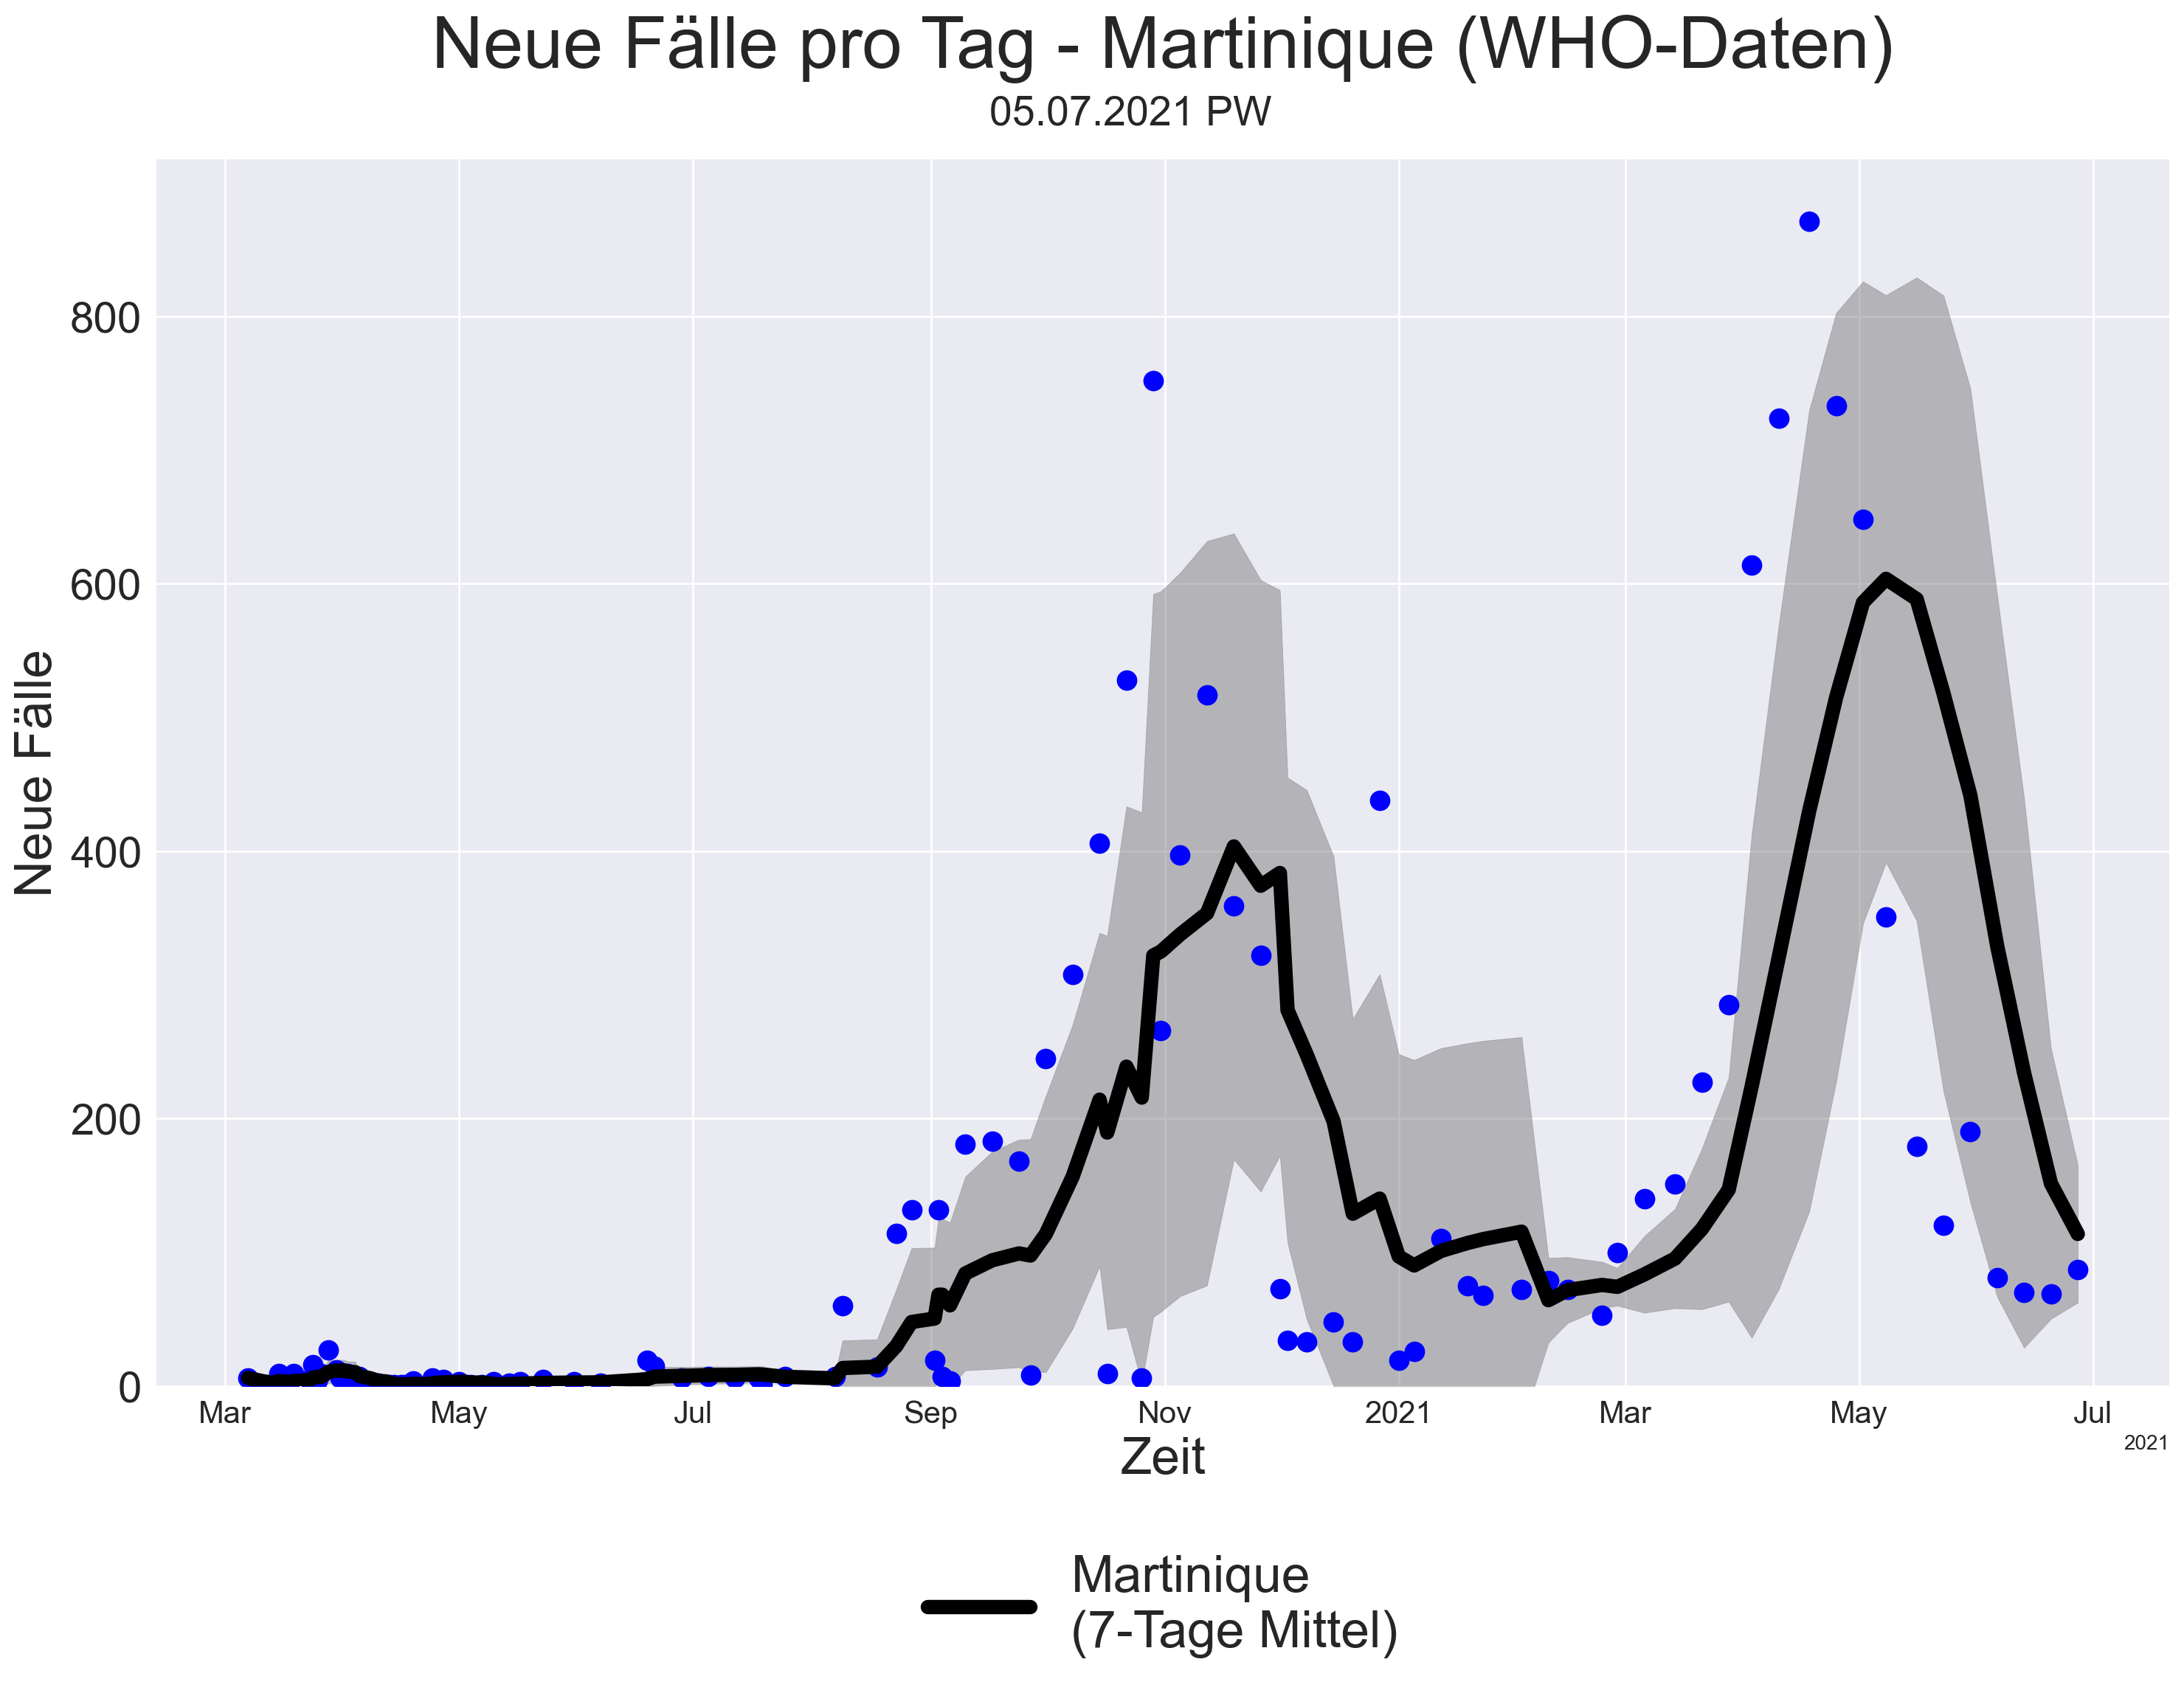 Neue Fälle pro Tag - Martinique (WHO-Daten)
05.07.2021 PW
Neue Fälle
800
600
400
200
0
Mar May Jul Sep Nov 2021 Mar May Jul
2021
Zeit
Martinique
(7-Tage Mittel)